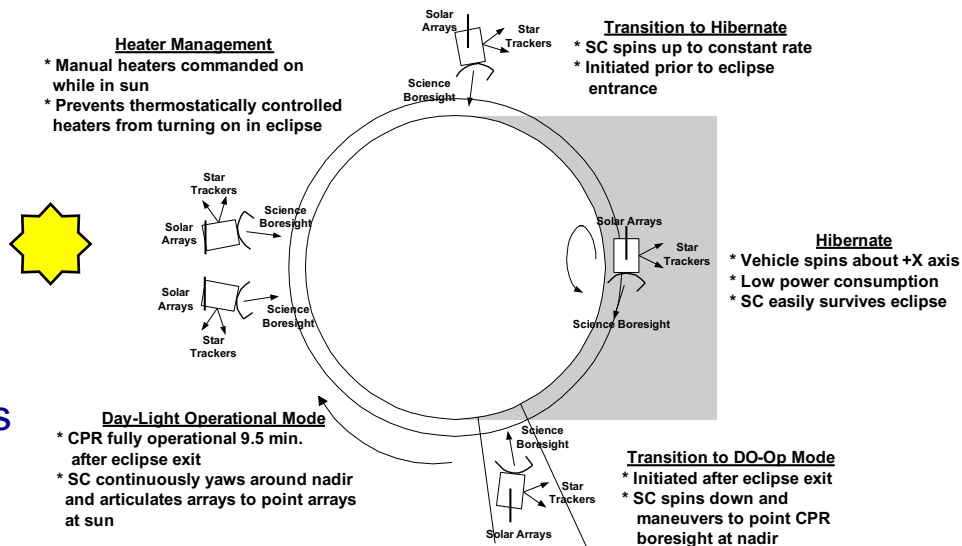 Heater Management
* Manual heaters commanded on
while in sun
* Prevents thermostatically controlled
heaters from turning on in eclipse
Solar
Arrays
Star
Trackers
Science
Boresight
Transition to Hibernate
* SC spins up to constant rate
* Initiated prior to eclipse
entrance
Star
Trackers
Solar
Arrays
Science
Boresight
Solar
Arrays
Science
Boresight
Star
Trackers
Solar Arrays
Star
Trackers
Science Boresight
Hibernate
* Vehicle spins about +X axis
* Low power consumption
* SC easily survives eclipse
s
Day-Light Operational Mode
* CPR fully operational 9.5 min.
after eclipse exit
* SC continuously yaws around nadir
and articulates arrays to point arrays
at sun
Science
Boresight
Star
Trackers
Solar Arrays
Transition to DO-Op Mode
* Initiated after eclipse exit
* SC spins down and
maneuvers to point CPR
boresight at nadir